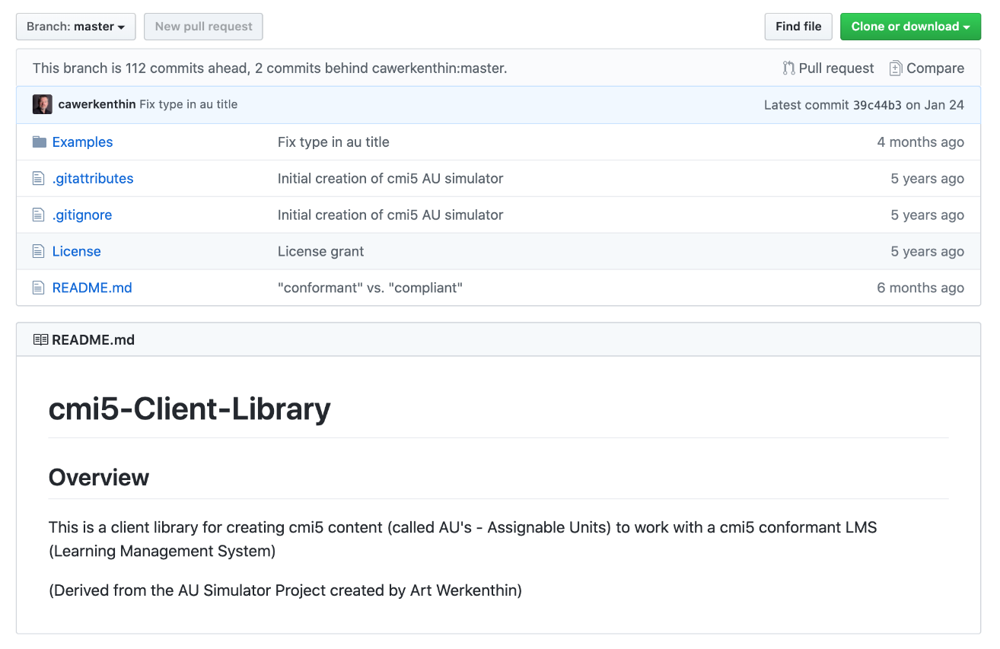 Branch: master New pull request Find file Clone or download
This branch is 112 commits ahead, 2 commits behind cawerkenthin:master. Pull request Compare
cawerkenthin Fix type in au title Latest commit 39c44b3 on Jan 24
Examples Fix type in au title 4 months ago
.gitattributes Initial creation of cmi5 AU simulator 5 years ago
.gitignore Initial creation of cmi5 AU simulator 5 years ago
License License grant 5 years ago
README.md "conformant" vs. "compliant" 6 months ago
README.md
cmi5-Client-Library
Overview
This is a client library for creating cmi5 content (called AU's - Assignable Units) to work with a cmi5 conformant LMS
(Learning Management System)
(Derived from the AU Simulator Project created by Art Werkenthin)